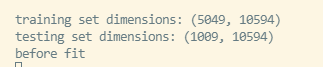 training set dimensions: (5049, 10594)
testing set dimensions: (1009, 10594)
before fit